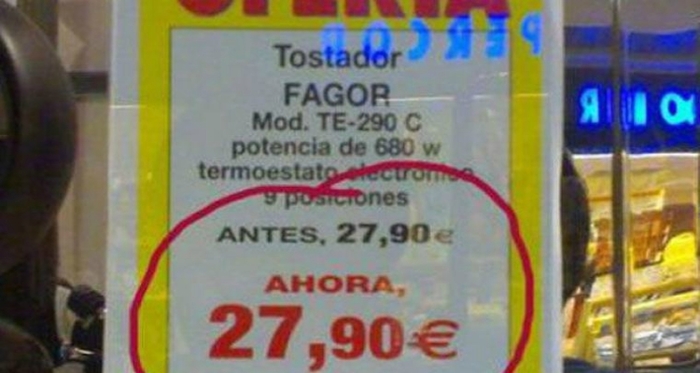 OFERTA
Tostador
FAGOR
Mod. TE-290 C
potencia de 680 w
termoestato electrónico
9 posiciones
ANTES, 27,90€
AHORA,
27,90€